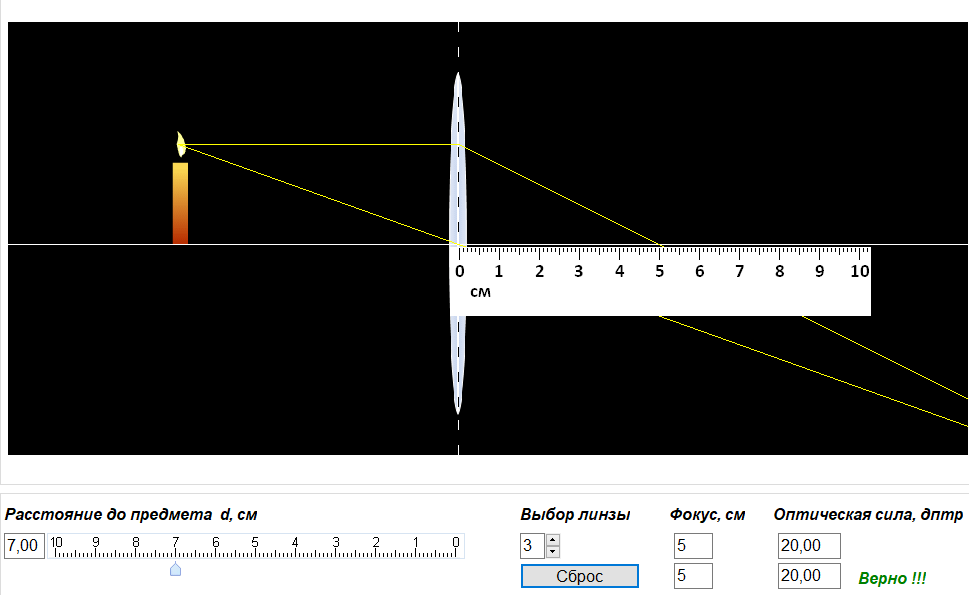 0 1 2 3 4 5 6 7 8 9 10
см
Расстояние до предмета d, см
Выбор линзы
Фокус, см
Оптическая сила, дптр
7,00
10 9 8 7 6 5 4 3 2 1 0
3
5
20,00
Сброс
5
20,00
Верно !!!